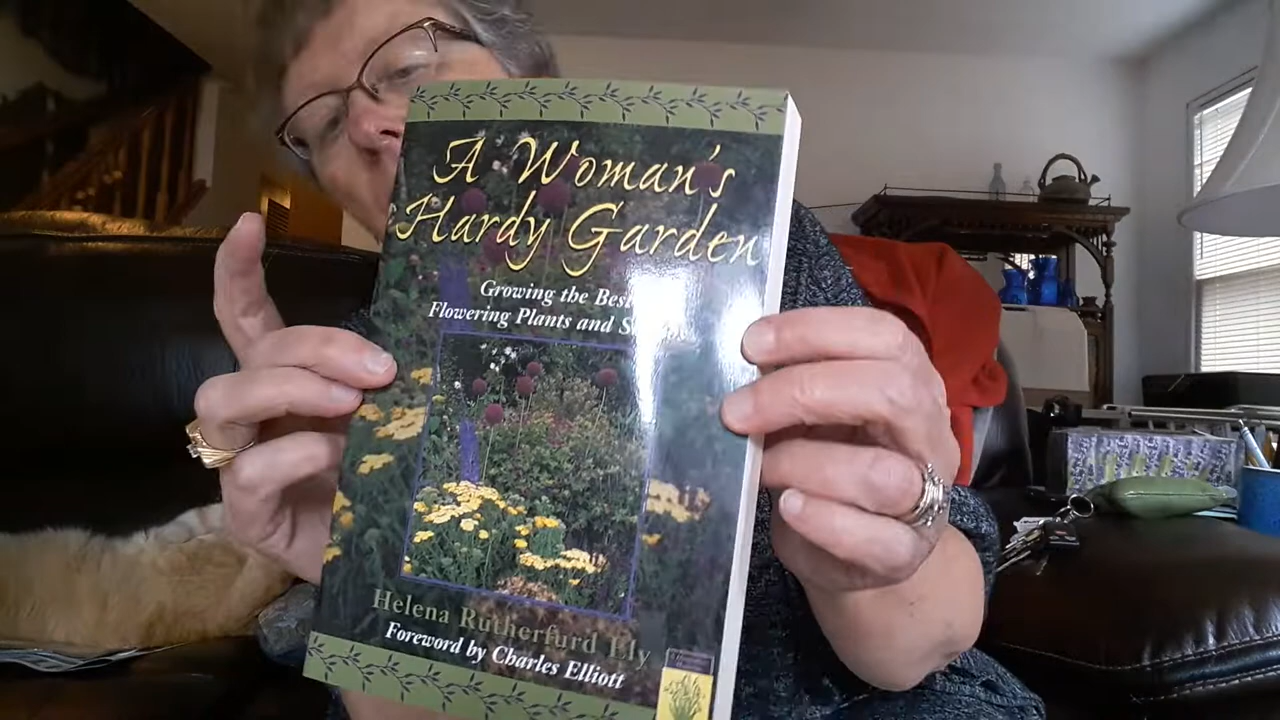 A Woman's
Hardy Garden
Growing the Best
Flowering Plants and
Helena Rutherfurd Ely
Foreword by Charles Elliott